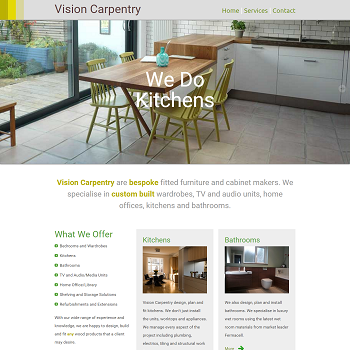 Vision Carpentry
Home Services Contact
We Do
Kitchens
Vision Carpentry are bespoke fitted furniture and cabinet makers. We
specialise in custom built wardrobes, TV and audio units, home
offices, kitchens and bathrooms.
What We Offer
Bedrooms and Wardrobes
Kitchens
Bathrooms
TV and Audio/Media Units
Home Office/Library
Shelving and Storage Solutions
Refurbishments and Extensions
With our wide range of experience and
knowledge, we are happy to design, build
and fit any wood products that a client
may desire.
Kitchens
Vision Carpentry design, plan and
fit kitchens. We don't just install
the units, worktops and appliances.
We manage every aspect of the
project including plumbing,
electrics, tiling and structural work
Bathrooms
We also design, plan and install
bathrooms. We specialise in luxury
wet rooms using the latest wet
room materials from market leader
Fermacell.
More